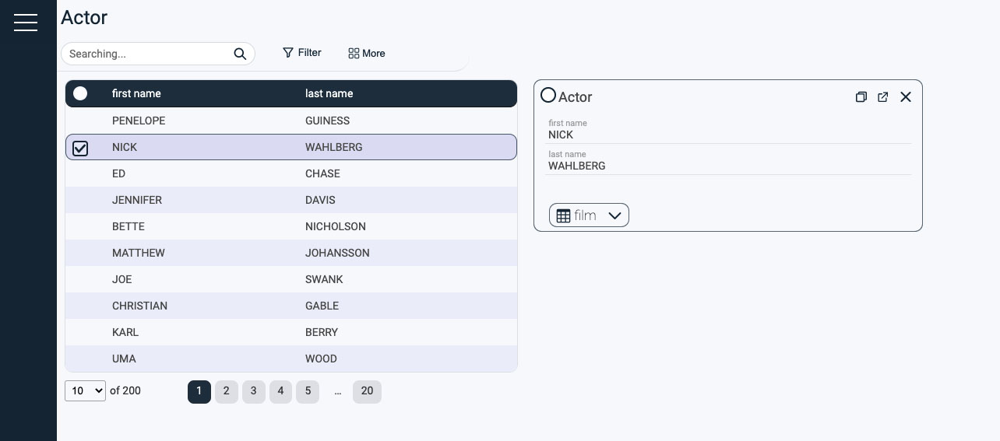 Actor
Searching... Filter More
first name last name
PENELOPE GUINESS
NICK WAHLBERG
ED CHASE
JENNIFER DAVIS
BETTE NICHOLSON
MATTHEW JOHANSSON
JOE SWANK
CHRISTIAN GABLE
KARL BERRY
UMA WOOD
10 of 200 1 2 3 4 5 ... 20
Actor
first name
NICK
last name
WAHLBERG
film